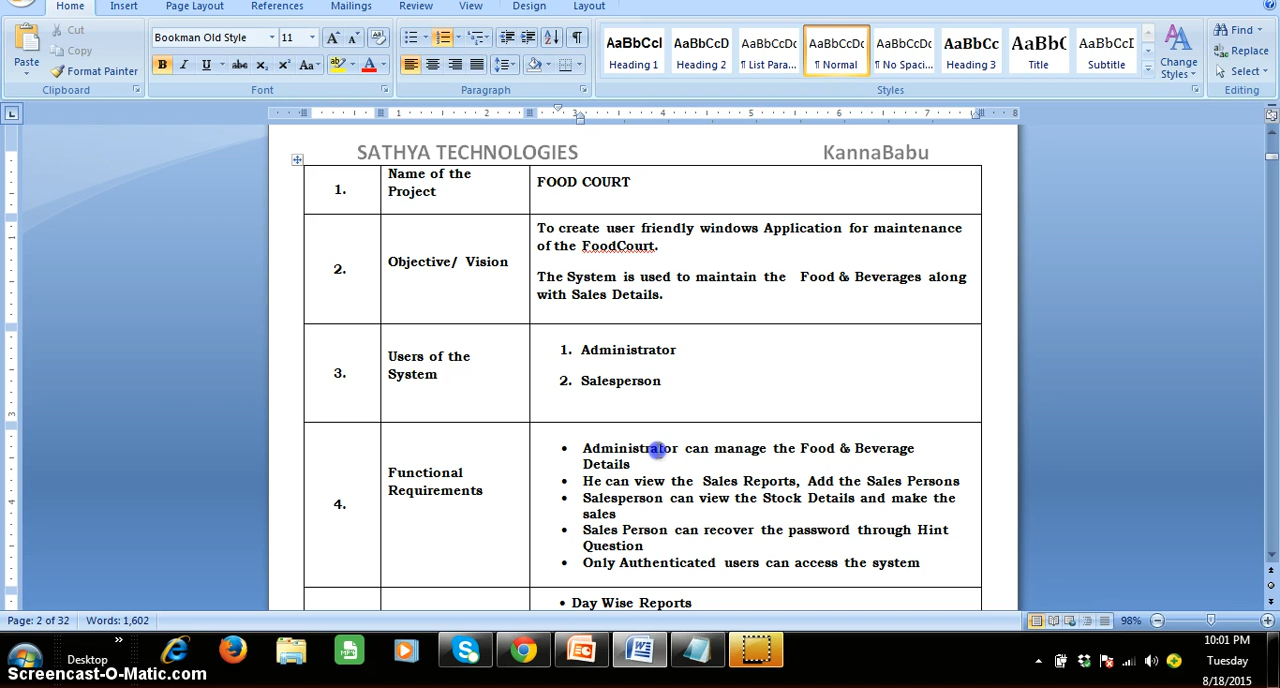 Home Insert Page Layout References Mailings Review View Design Layout
Cut
Copy
Format Painter
Paste
Clipboard
Bookman Old Style 11
Font
Paragraph
AaBbCcI AaBbCcD AaBbCcDc AaBbCcDc AaBbCcDc AaBbCc AaBbC AaBbCcI
Heading 1 Heading 2 ¶ List Para... ¶ Normal ¶ No Spaci... Heading 3 Title Subtitle
Change
Styles
Styles
Find
Replace
Select
Editing
1 2 3 4 5 6 7 8
SATHYA TECHNOLOGIES KannaBabu
1. Name of the
Project
FOOD COURT
2. Objective/ Vision
To create user friendly windows Application for maintenance
of the FoodCourt.
The System is used to maintain the Food & Beverages along
with Sales Details.
3. Users of the
System
1. Administrator
2. Salesperson
4. Functional
Requirements
• Administrator can manage the Food & Beverage
Details
• He can view the Sales Reports, Add the Sales Persons
• Salesperson can view the Stock Details and make the
sales
• Sales Person can recover the password through Hint
Question
• Only Authenticated users can access the system
• Day Wise Reports
Page: 2 of 32 Words: 1,602 98%
Desktop
10:01 PM
Tuesday
8/18/2015
Screencast-O-Matic.com